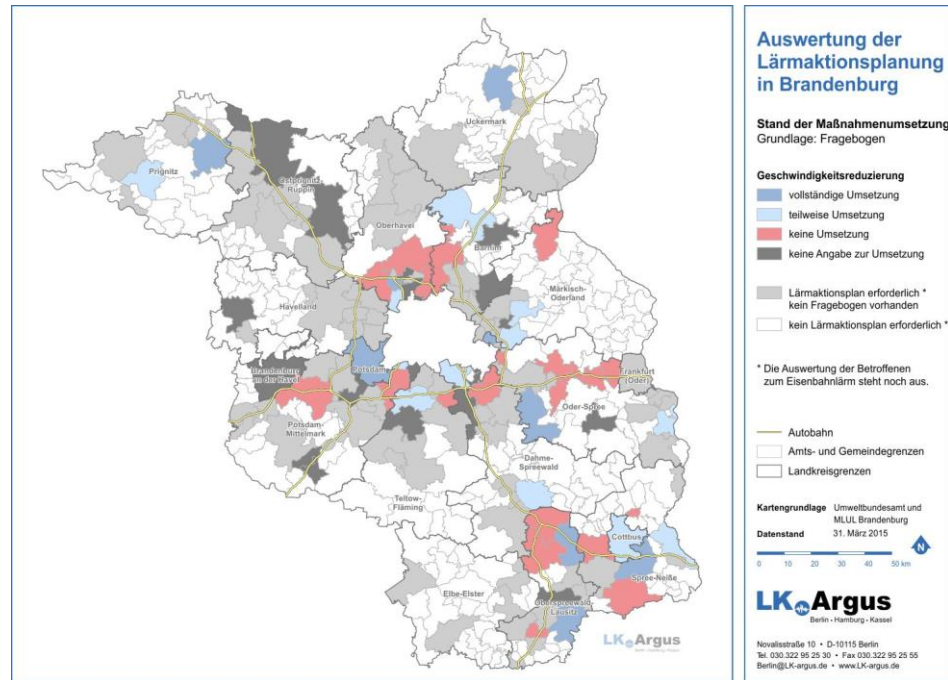 Uckermark
Prignitz
Ostprignitz-
Ruppin
Oberhavel
Barnim
Märkisch-
Oderland
Havelland
Brandenburg
an der Havel
Potsdam
Frankfurt
(Oder)
Oder-Spree
Potsdam-
Mittelmark
Dahme-
Spreewald
Teltow-
Fläming
Cottbus
Spree-Neiße
Elbe-Elster
Oberspreewald
Lausitz
LK Argus
Auswertung der
Lärmaktionsplanung
in Brandenburg
Stand der Maßnahmenumsetzung
Grundlage: Fragebogen
Geschwindigkeitsreduzierung
vollständige Umsetzung
teilweise Umsetzung
keine Umsetzung
keine Angabe zur Umsetzung
Lärmaktionsplan erforderlich *
kein Fragebogen vorhanden
kein Lärmaktionsplan erforderlich *
* Die Auswertung der Betroffenen
zum Eisenbahnlärm steht noch aus.
Autobahn
Amts- und Gemeindegrenzen
Landkreisgrenzen
Kartengrundlage Umweltbundesamt und
MLUL Brandenburg
Datenstand 31. März 2015
N
0 10 20 30 40 50 km
LK Argus
Berlin - Hamburg - Kassel
Novalisstraße 10 • D-10115 Berlin
Tel. 030.322 95 25 30 • Fax 030.322 95 25 55
Berlin@LK-argus.de • www.LK-argus.de